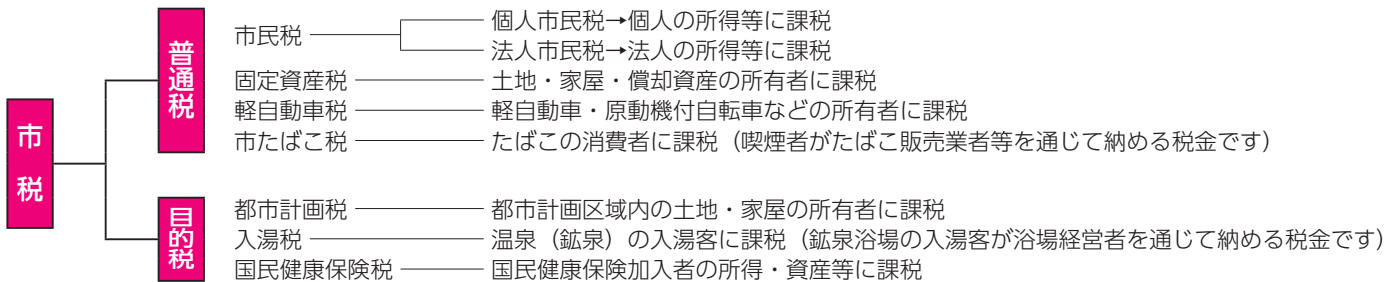 市税
普通税
市民税
個人市民税→個人の所得等に課税
法人市民税→法人の所得等に課税
固定資産税 土地・家屋・償却資産の所有者に課税
軽自動車税 軽自動車・原動機付自転車などの所有者に課税
市たばこ税 たばこの消費者に課税（喫煙者がたばこ販売業者等を通じて納める税金です）
目的税
都市計画税 都市計画区域内の土地・家屋の所有者に課税
入湯税 温泉（鉱泉）の入湯客に課税（鉱泉浴場の入湯客が浴場経営者を通じて納める税金です）
国民健康保険税 国民健康保険加入者の所得・資産等に課税